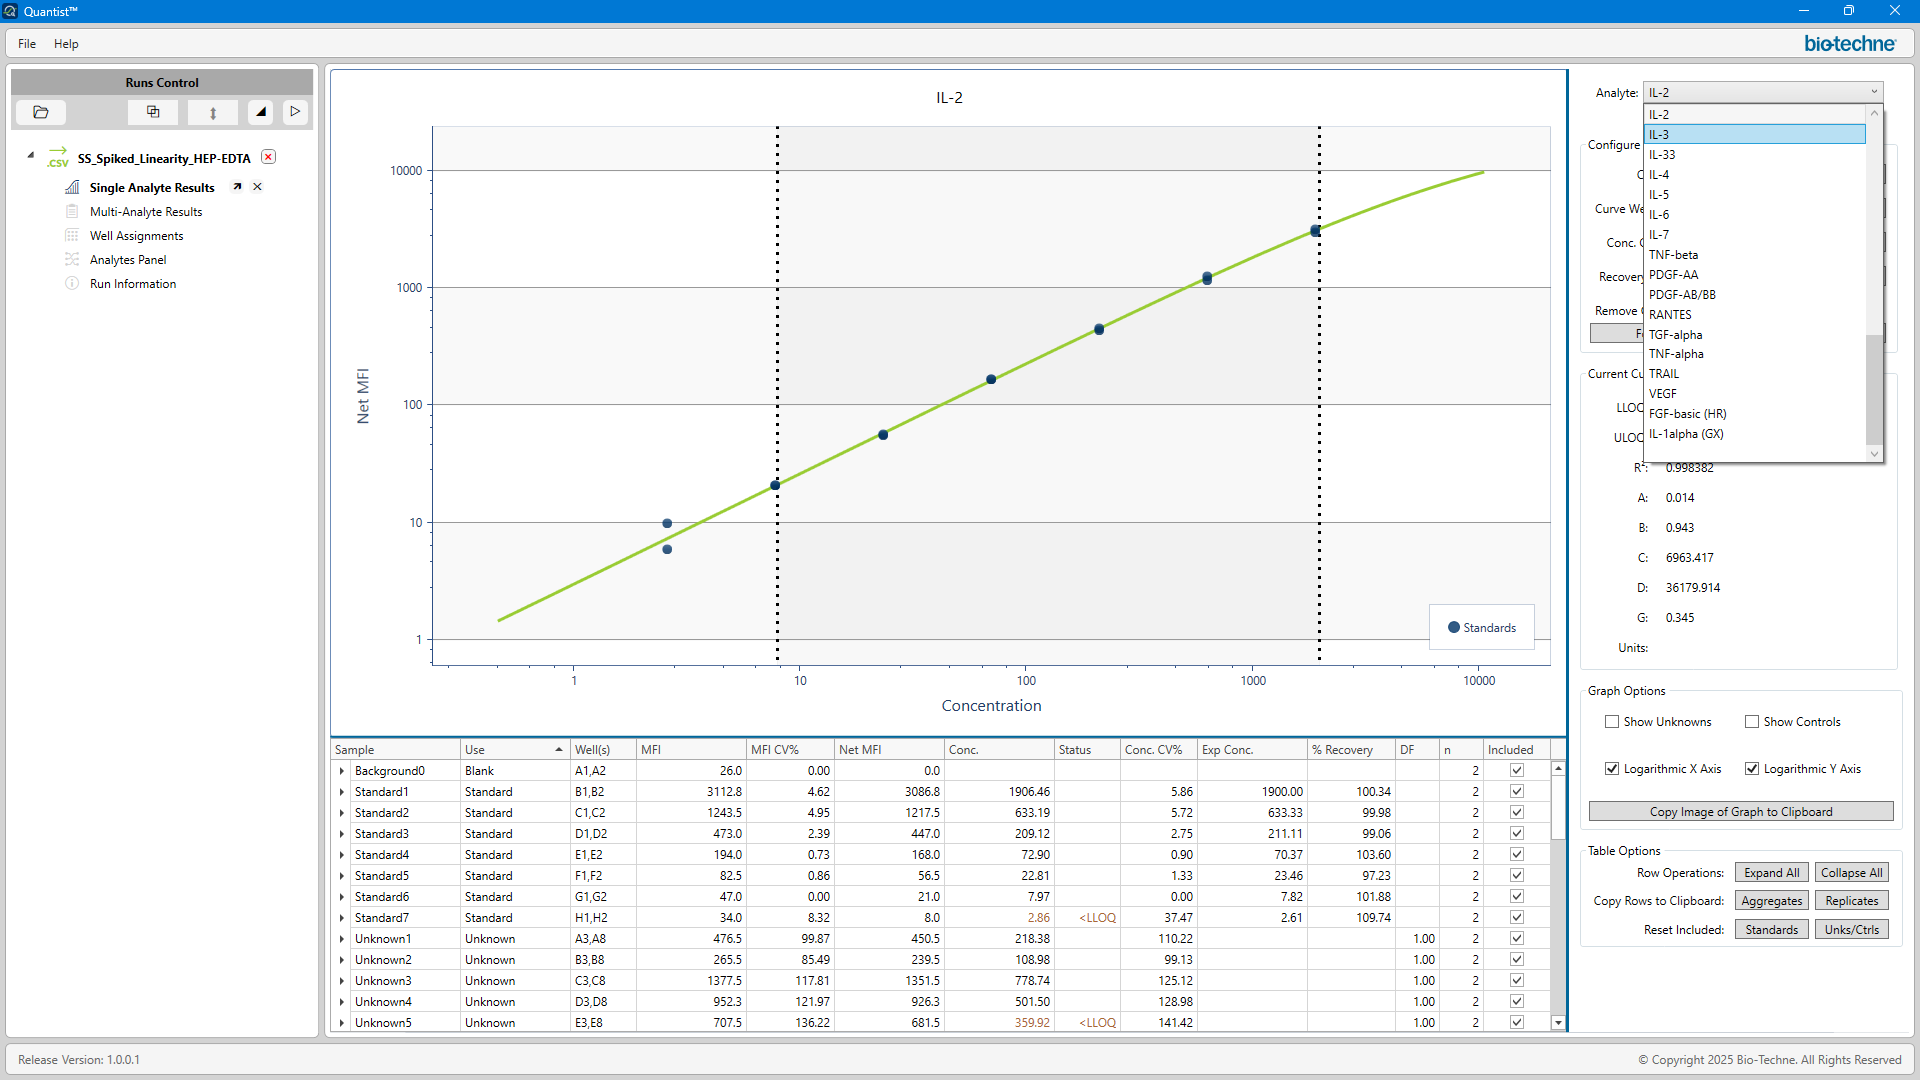 Quantist™
File Help
bio-techne
Runs Control
.CSV SS_Spiked_Linearity_HEP-EDTA
Single Analyte Results
Multi-Analyte Results
Well Assignments
Analytes Panel
Run Information
IL-2
Net MFI
10000
1000
100
10
1
1 10 100 1000 10000
Concentration
Standards
Analyte: IL-2
IL-2
IL-3
IL-33
IL-4
IL-5
IL-6
IL-7
TNF-beta
PDGF-AA
PDGF-AB/BB
RANTES
TGF-alpha
TNF-alpha
TRAIL
VEGF
FGF-basic (HR)
IL-1alpha (GX)
Configure
Curve We
Conc.
Recovery
Remove
Current Cu
LLOQ
ULOQ
R²: 0.998382
A: 0.014
B: 0.943
C: 6963.417
D: 36179.914
G: 0.345
Units:
Graph Options
Show Unknowns Show Controls
Logarithmic X Axis Logarithmic Y Axis
Copy Image of Graph to Clipboard
Table Options
Row Operations: Expand All Collapse All
Copy Rows to Clipboard: Aggregates Replicates
Reset Included: Standards Unks/Ctrls
Sample Use Well(s) MFI MFI CV% Net MFI Conc. Status Conc. CV% Exp Conc. % Recovery DF n Included
Background0 Blank A1,A2 26.0 0.00 0.0 2
Standard1 Standard B1,B2 3112.8 4.62 3086.8 1906.46 5.86 1900.00 100.34 2
Standard2 Standard C1,C2 1243.5 4.95 1217.5 633.19 5.72 633.33 99.98 2
Standard3 Standard D1,D2 473.0 2.39 447.0 209.12 2.75 211.11 99.06 2
Standard4 Standard E1,E2 194.0 0.73 168.0 72.90 0.90 70.37 103.60 2
Standard5 Standard F1,F2 82.5 0.86 56.5 22.81 1.33 23.46 97.23 2
Standard6 Standard G1,G2 47.0 0.00 21.0 7.97 0.00 7.82 101.88 2
Standard7 Standard H1,H2 34.0 8.32 8.0 2.86 <LLOQ 37.47 2.61 109.74 2
Unknown1 Unknown A3,A8 476.5 99.87 450.5 218.38 110.22 1.00 2
Unknown2 Unknown B3,B8 265.5 85.49 239.5 108.98 99.13 1.00 2
Unknown3 Unknown C3,C8 1377.5 117.81 1351.5 778.74 125.12 1.00 2
Unknown4 Unknown D3,D8 952.3 121.97 926.3 501.50 128.98 1.00 2
Unknown5 Unknown E3,E8 707.5 136.22 681.5 359.92 <LLOQ 141.42 1.00 2
Release Version: 1.0.0.1
© Copyright 2025 Bio-Techne. All Rights Reserved